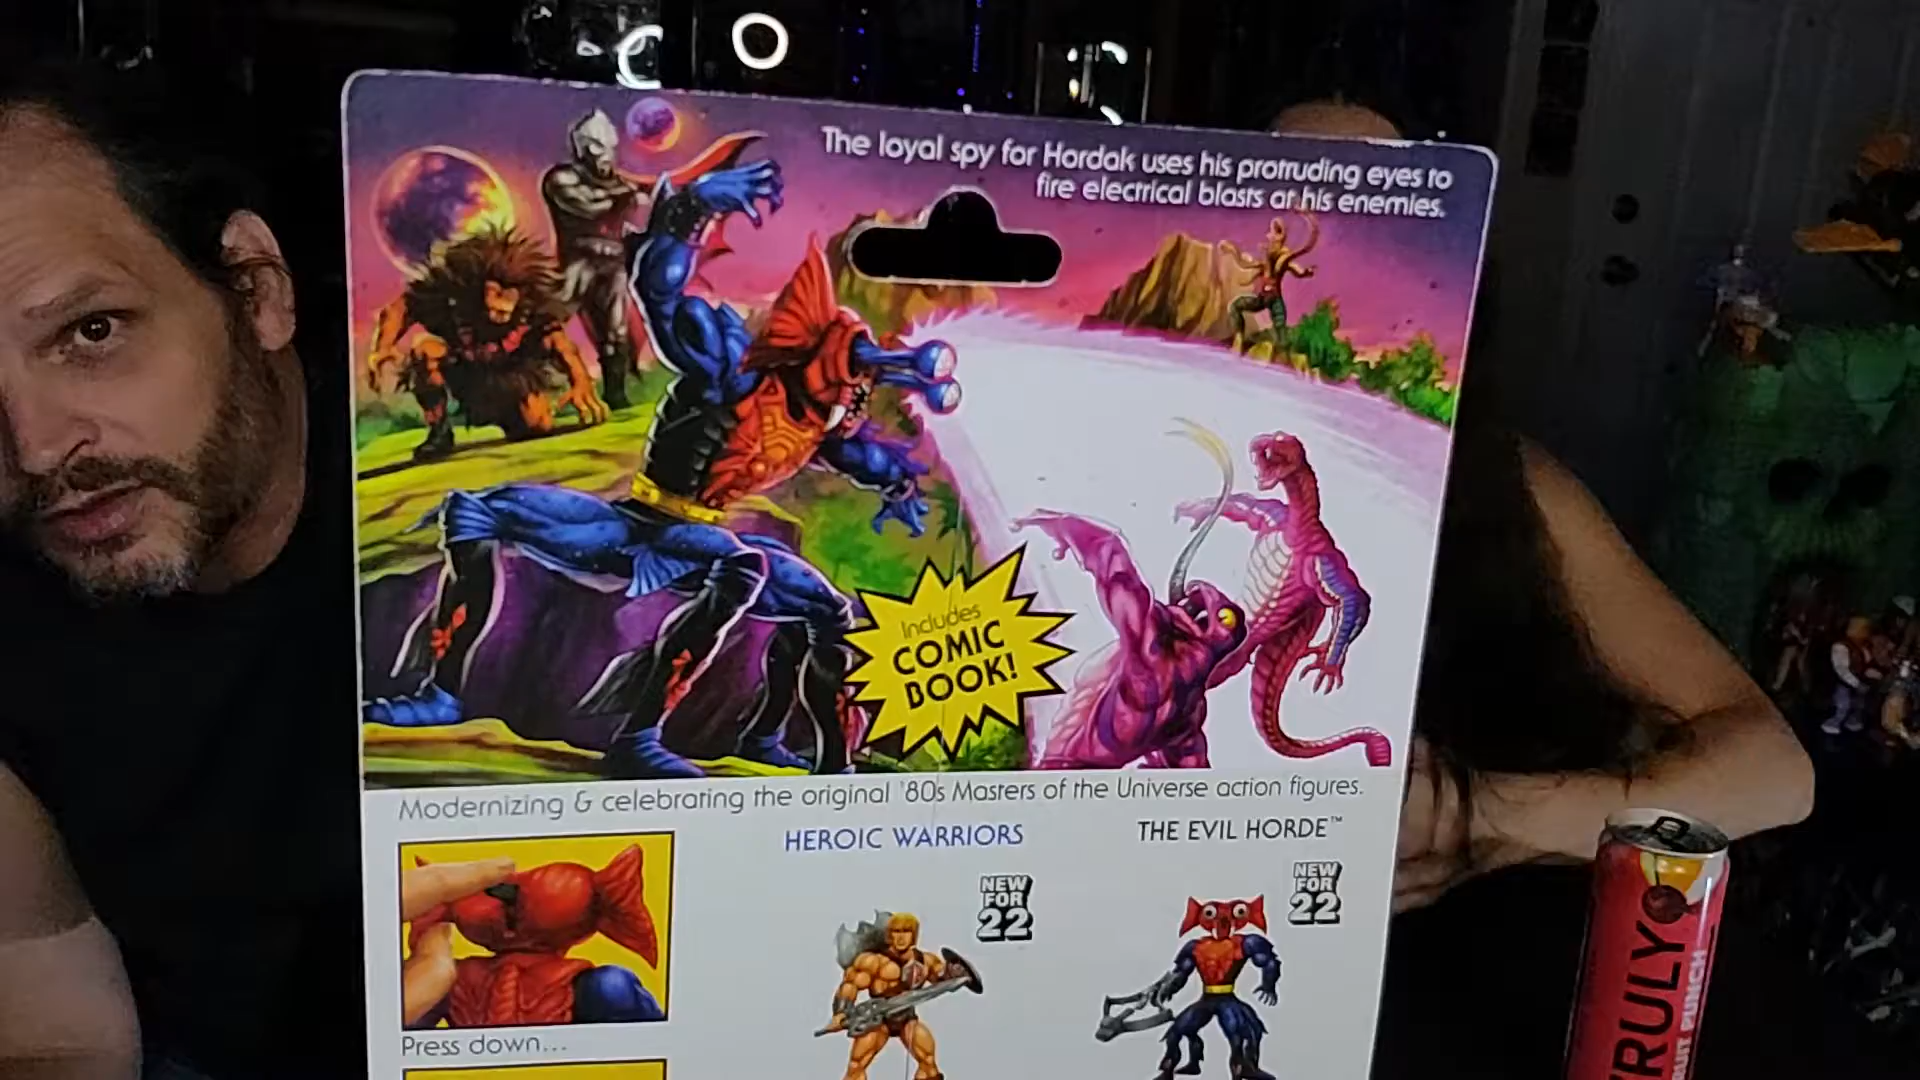 The loyal spy for Hordak uses his protruding eyes to
fire electrical blasts at his enemies.
Includes
COMIC
BOOK!
Modernizing & celebrating the original '80s Masters of the Universe action figures.
HEROIC WARRIORS
THE EVIL HORDE™
NEW
FOR
22
NEW
FOR
22
Press down...
TRULY
FRUIT PUNCH